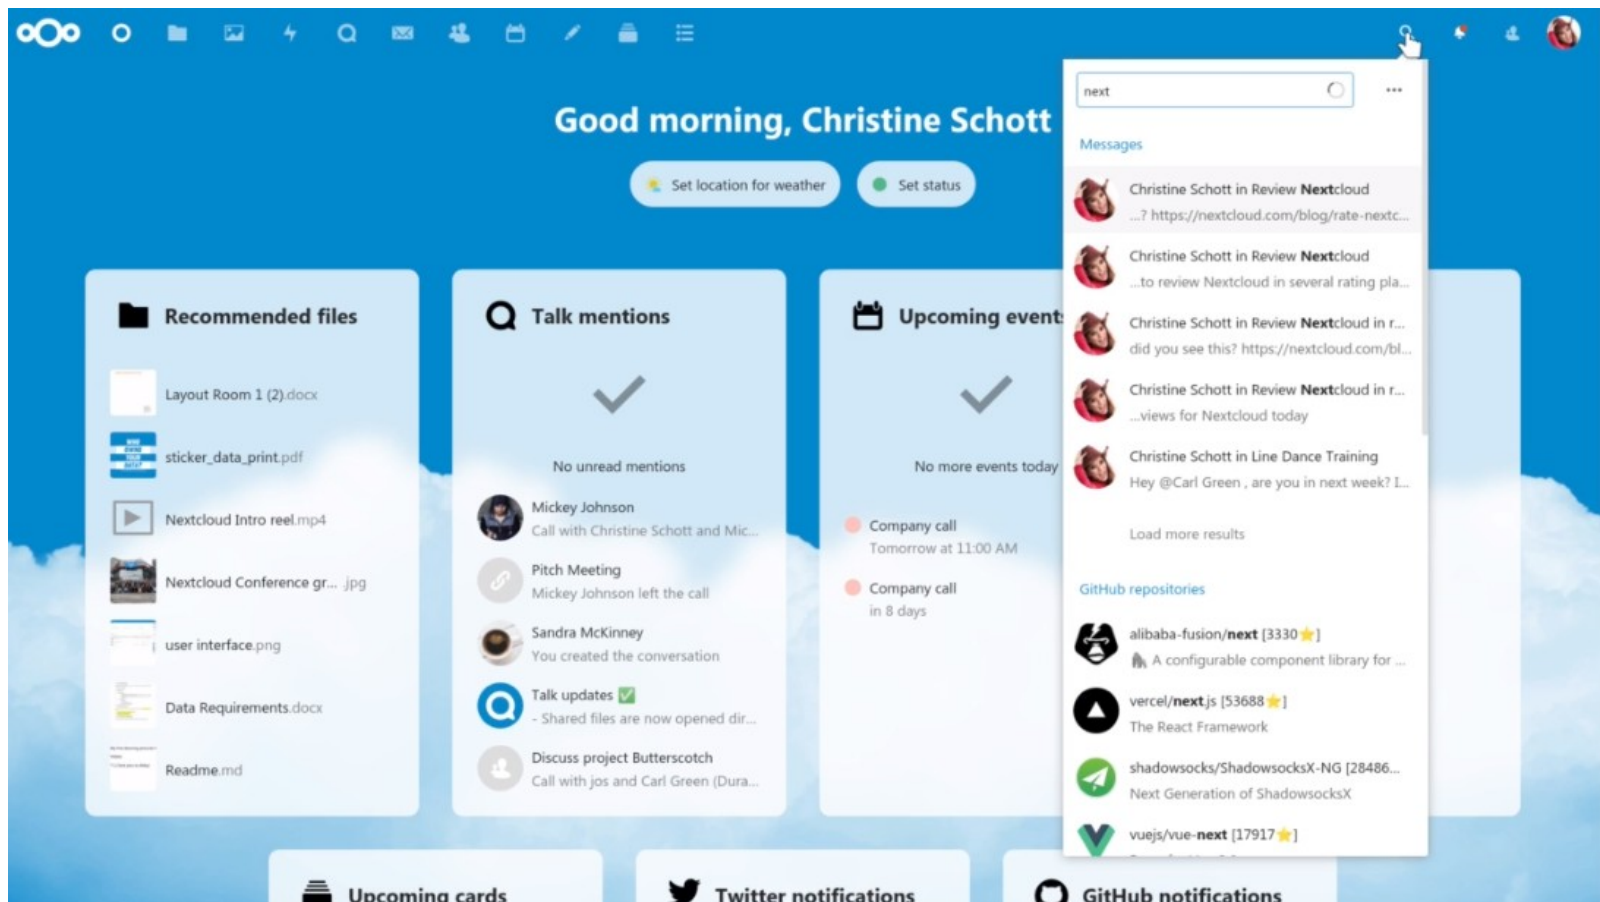 Good morning, Christine Schott
Set location for weather
Set status
next
Messages
Christine Schott in Review Nextcloud
...? https://nextcloud.com/blog/rate-nextc...
Christine Schott in Review Nextcloud
...to review Nextcloud in several rating pla...
Christine Schott in Review Nextcloud in r...
did you see this? https://nextcloud.com/bl...
Christine Schott in Review Nextcloud in r...
...views for Nextcloud today
Christine Schott in Line Dance Training
Hey @Carl Green , are you in next week? I...
Load more results
GitHub repositories
alibaba-fusion/next [3330⭐]
A configurable component library for ...
vercel/next.js [53688⭐]
The React Framework
shadowsocks/ShadowsocksX-NG [28486...
Next Generation of ShadowsocksX
vuejs/vue-next [17917⭐]
Recommended files
Layout Room 1 (2).docx
sticker_data_print.pdf
Nextcloud Intro reel.mp4
Nextcloud Conference gr... .jpg
user interface.png
Data Requirements.docx
Readme.md
Talk mentions
No unread mentions
Mickey Johnson
Call with Christine Schott and Mic...
Pitch Meeting
Mickey Johnson left the call
Sandra McKinney
You created the conversation
Talk updates ✅
- Shared files are now opened dir...
Discuss project Butterscotch
Call with jos and Carl Green (Dura...
Upcoming events
No more events today
Company call
Tomorrow at 11:00 AM
Company call
in 8 days
Upcoming cards
Twitter notifications
GitHub notifications